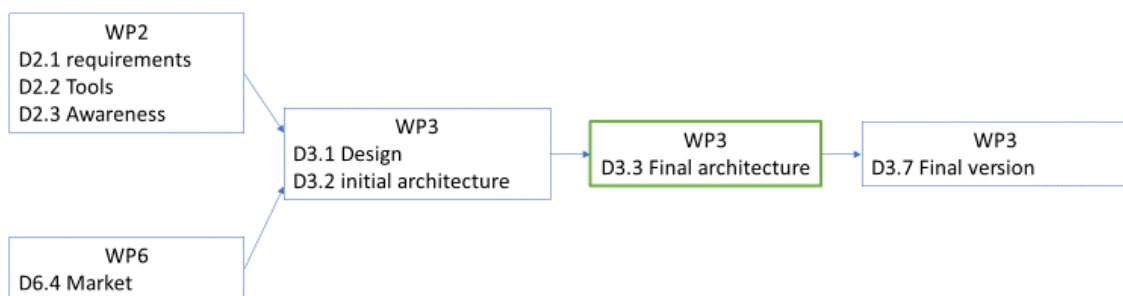 WP2
D2.1 requirements
D2.2 Tools
D2.3 Awareness
WP6
D6.4 Market
WP3
D3.1 Design
D3.2 initial architecture
WP3
D3.3 Final architecture
WP3
D3.7 Final version